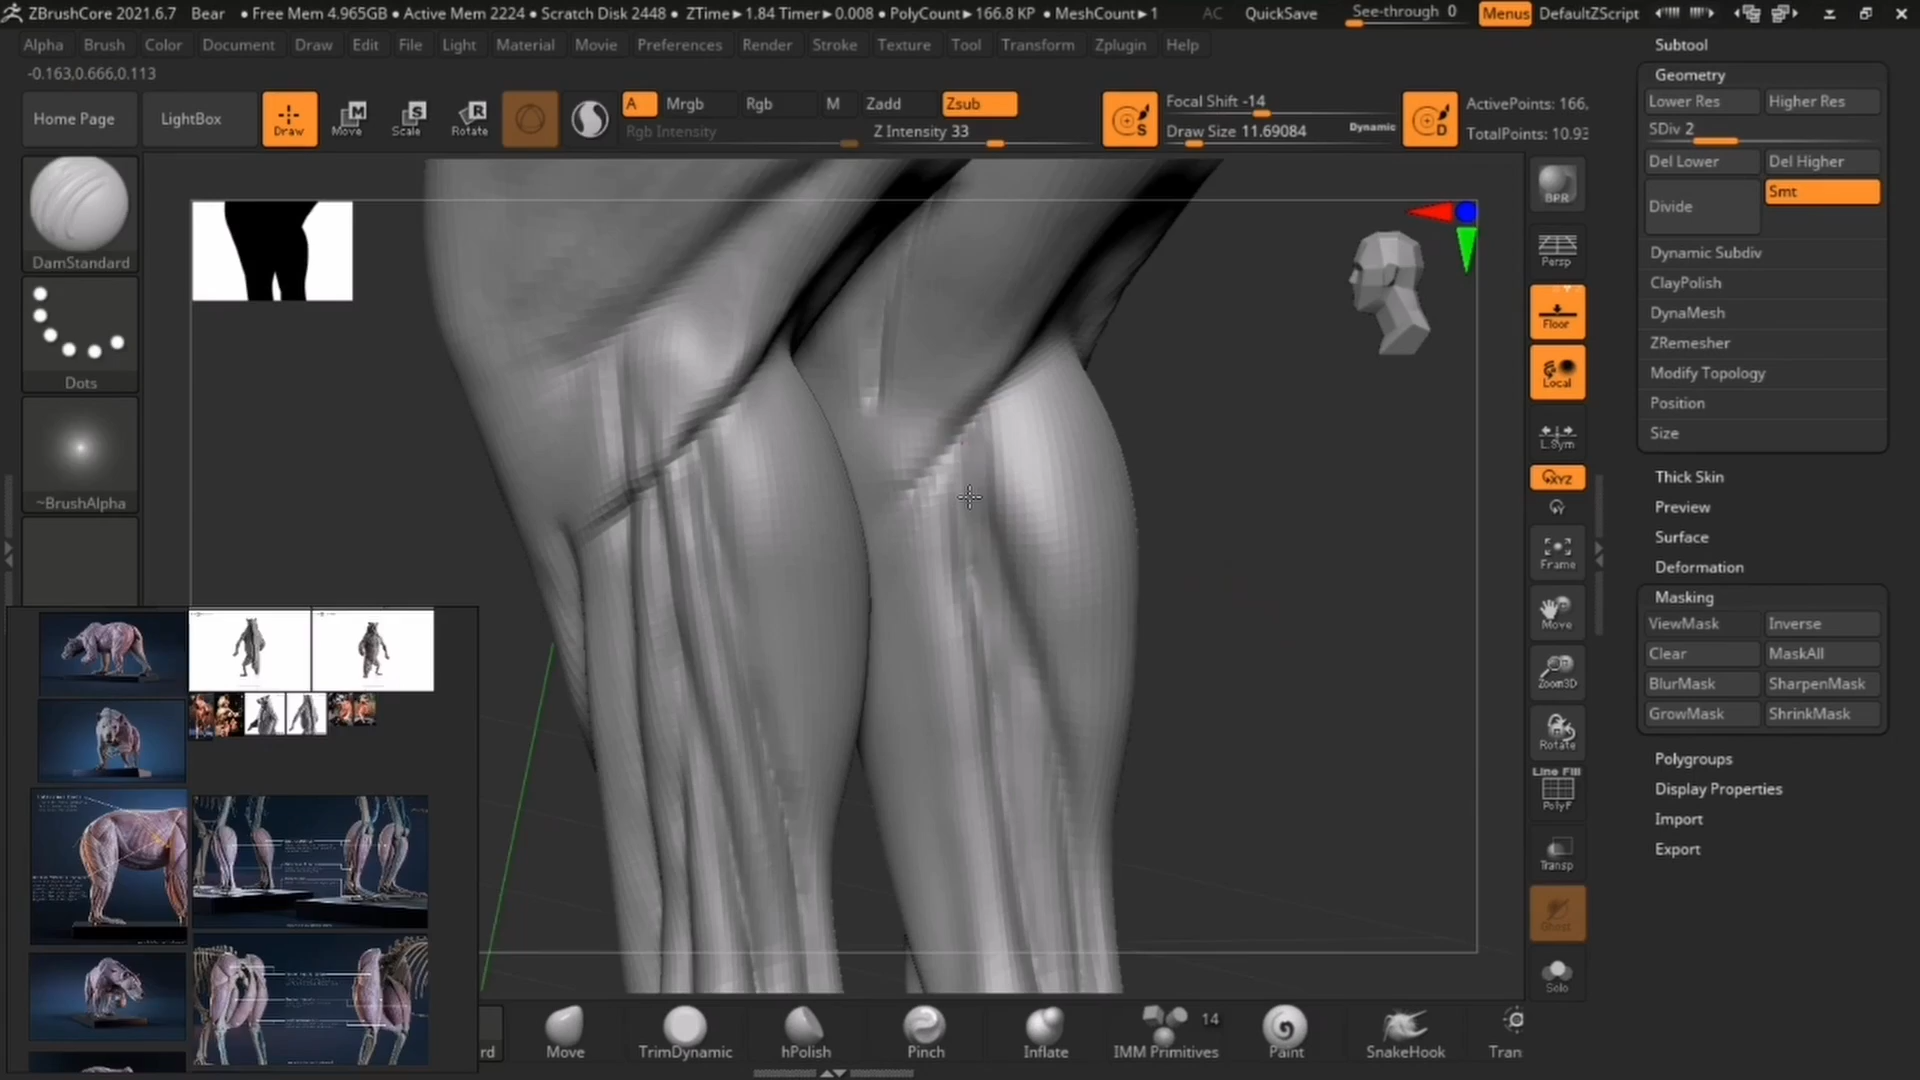 ZBrushCore 2021.6.7 Bear ● Free Mem 4.965GB ● Active Mem 2224 ● Scratch Disk 2448 ● ZTime►1.84 Timer►0.008 ● PolyCount►166.8 KP ● MeshCount►1 AC QuickSave See-through 0 Menus DefaultZScript
Alpha Brush Color Document Draw Edit File Light Material Movie Preferences Render Stroke Texture Tool Transform Zplugin Help
-0.163,0.666,0.113
Home Page LightBox Draw Move Scale Rotate
M S R
A Mrgb Rgb M Zadd Zsub
Rgb Intensity Z Intensity 33
S Focal Shift -14
Draw Size 11.69084 Dynamic
D ActivePoints: 166.
TotalPoints: 10.93
DamStandard
Dots
~BrushAlpha
BPR
Persp
Floor
Local
L.Sym
XYZ
Frame
Move
Zoom3D
Rotate
Line Fill
PolyF
Transp
Ghost
Solo
Subtool
Geometry
Lower Res Higher Res
SDiv 2
Del Lower Del Higher
Divide Smt
Dynamic Subdiv
ClayPolish
DynaMesh
ZRemesher
Modify Topology
Position
Size
Thick Skin
Preview
Surface
Deformation
Masking
ViewMask Inverse
Clear MaskAll
BlurMask SharpenMask
GrowMask ShrinkMask
Polygroups
Display Properties
Import
Export
rd Move TrimDynamic hPolish Pinch Inflate IMM Primitives 14 Paint SnakeHook Tran